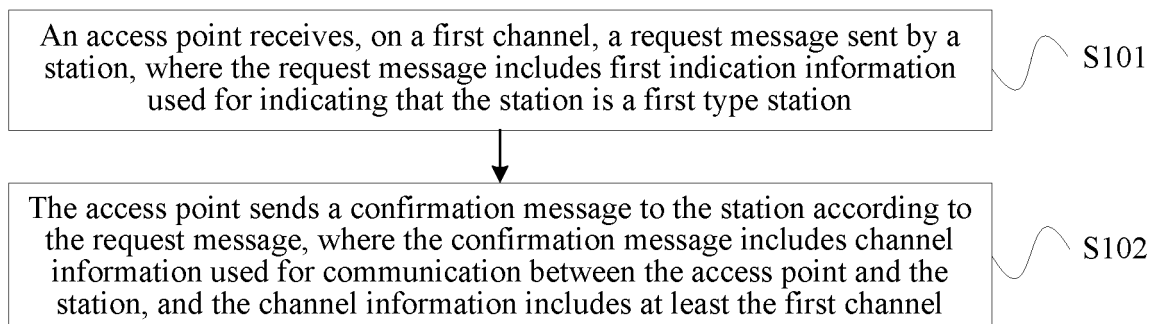 An access point receives, on a first channel, a request message sent by a
station, where the request message includes first indication information
used for indicating that the station is a first type station
S101
The access point sends a confirmation message to the station according to
the request message, where the confirmation message includes channel
information used for communication between the access point and the
station, and the channel information includes at least the first channel
S102